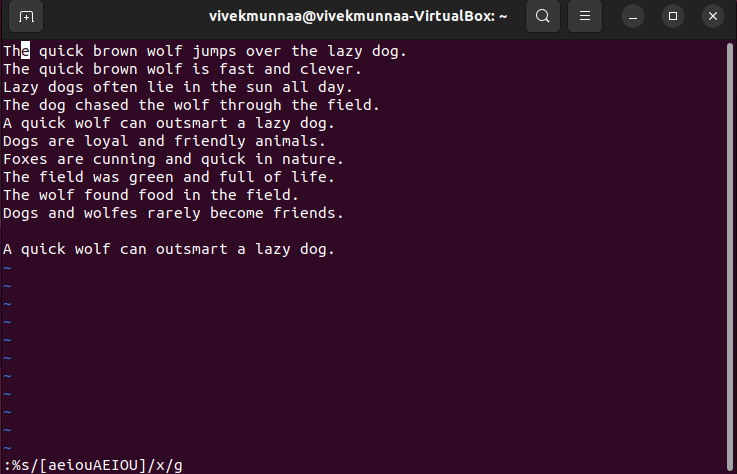 vivekmunnaa@vivekmunnaa-VirtualBox: ~
The quick brown wolf jumps over the lazy dog.
The quick brown wolf is fast and clever.
Lazy dogs often lie in the sun all day.
The dog chased the wolf through the field.
A quick wolf can outsmart a lazy dog.
Dogs are loyal and friendly animals.
Foxes are cunning and quick in nature.
The field was green and full of life.
The wolf found food in the field.
Dogs and wolfes rarely become friends.

A quick wolf can outsmart a lazy dog.
~
~
~
~
~
~
~
~
~
~
~
:%s/[aeiouAEIOU]/x/g